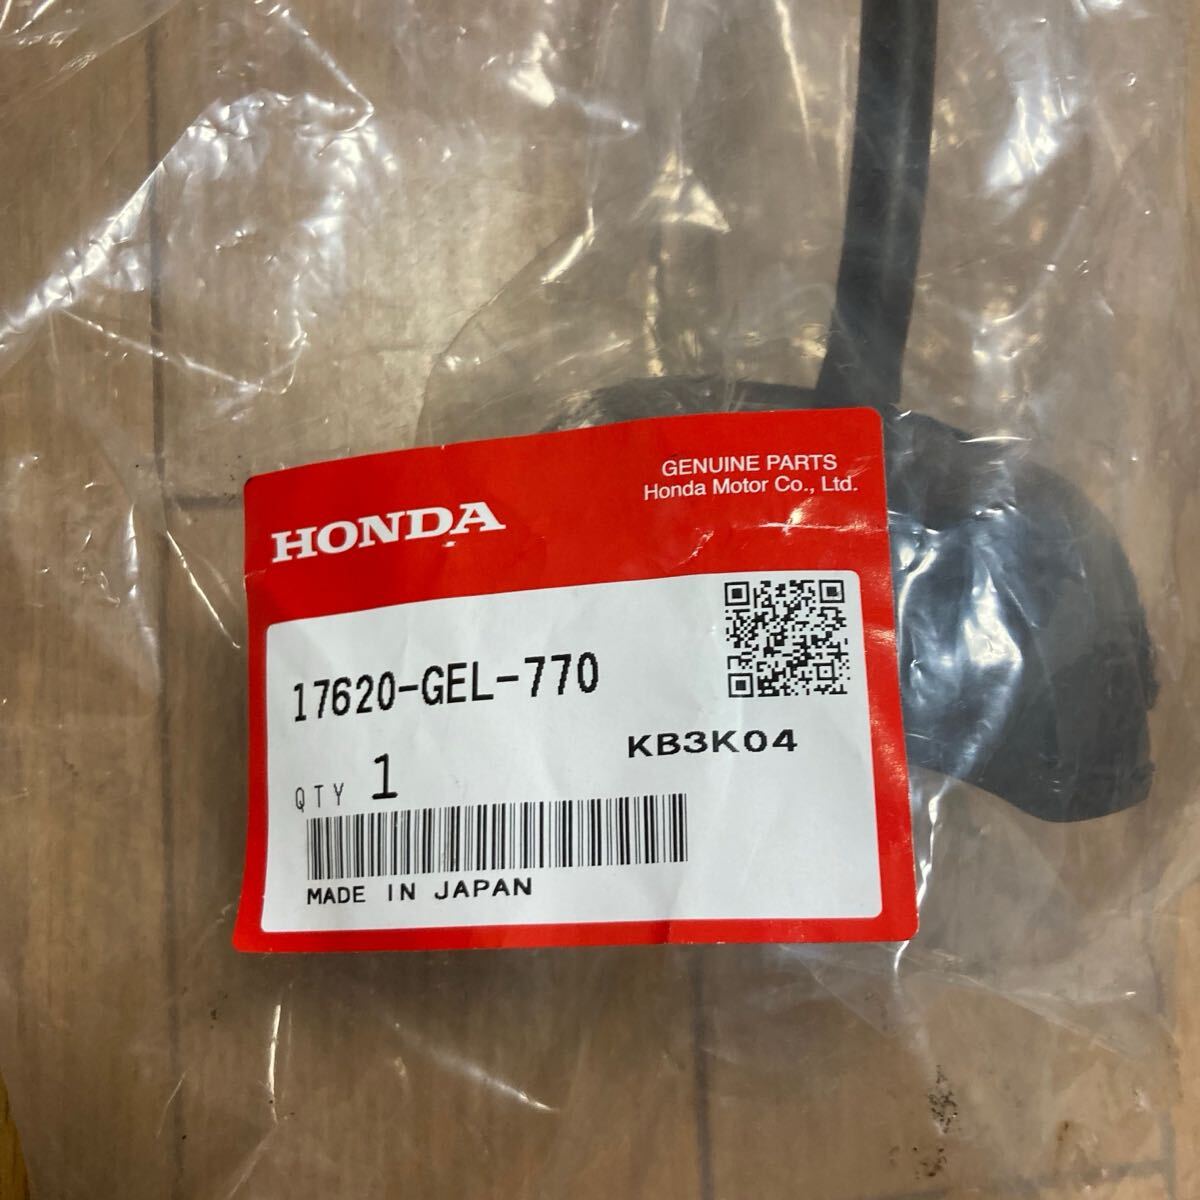 GENUINE PARTS
Honda Motor Co., Ltd.
HONDA
17620-GEL-770
KB3K04
QTY 1
MADE IN JAPAN